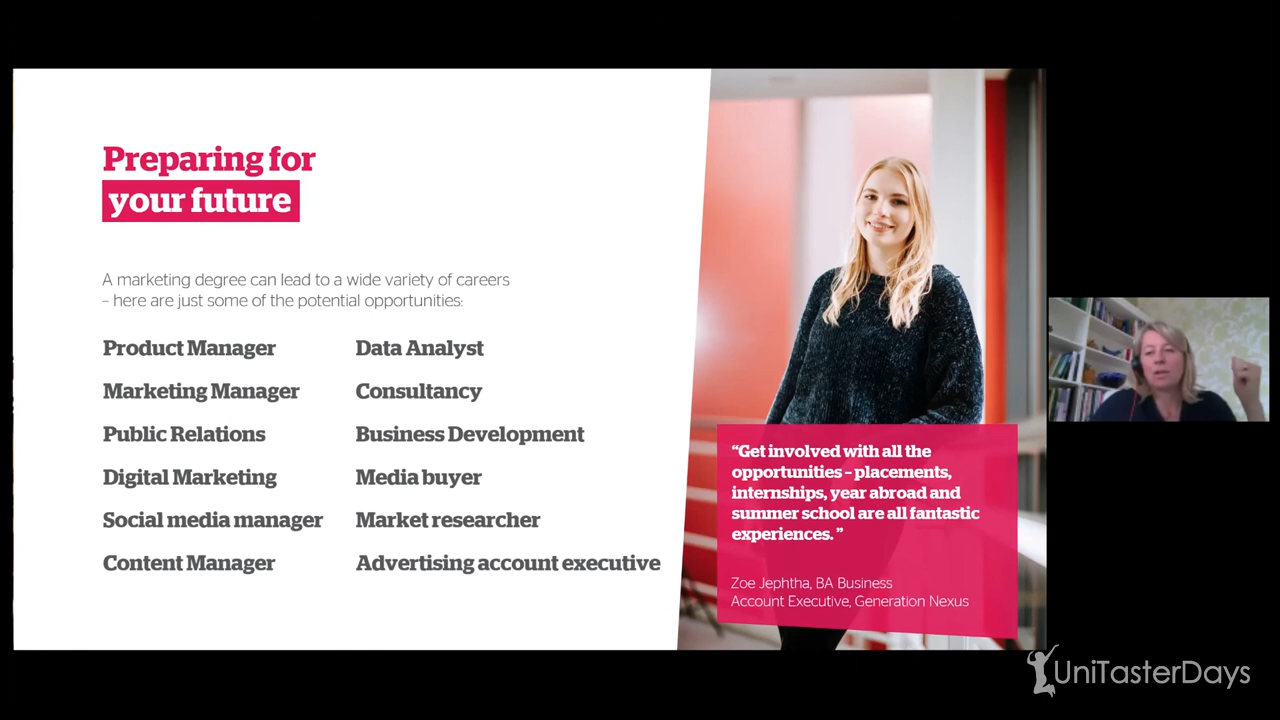 Preparing for
your future
A marketing degree can lead to a wide variety of careers
– here are just some of the potential opportunities:
Product Manager
Marketing Manager
Public Relations
Digital Marketing
Social media manager
Content Manager
Data Analyst
Consultancy
Business Development
Media buyer
Market researcher
Advertising account executive
“Get involved with all the
opportunities – placements,
internships, year abroad and
summer school are all fantastic
experiences. ”
Zoe Jephtha, BA Business
Account Executive, Generation Nexus
UniTasterDays